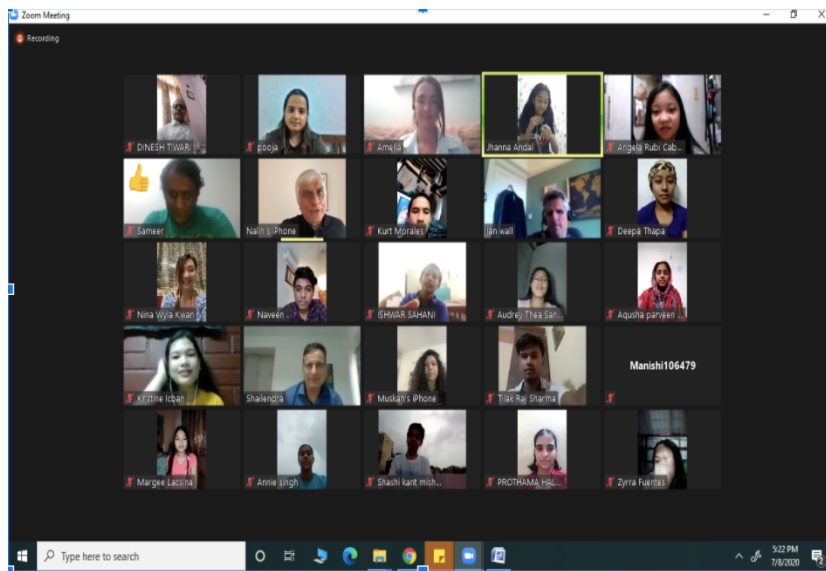 Zoom Meeting
Recording
DINESH TIWARI
pooja
Amelia
Jhanna Andal
Angela Rubi Cab...
Sameer
Nalin's iPhone
Kurt Morales
Ian wall
Deepa Thapa
Nina Wyla Kwan
Naveen
ISHWAR SAHANI
Audrey Thea San...
Aqusha parveen ...
Kristine Icban
Shailendra
Muskan's iPhone
Tilak Raj Sharma
Manishi106479
Margee Lacsina
Annie singh
Shashi kant mish...
PROTHAMA HAL...
Zyrra Fuentes
Type here to search
5:22 PM
7/8/2020
2